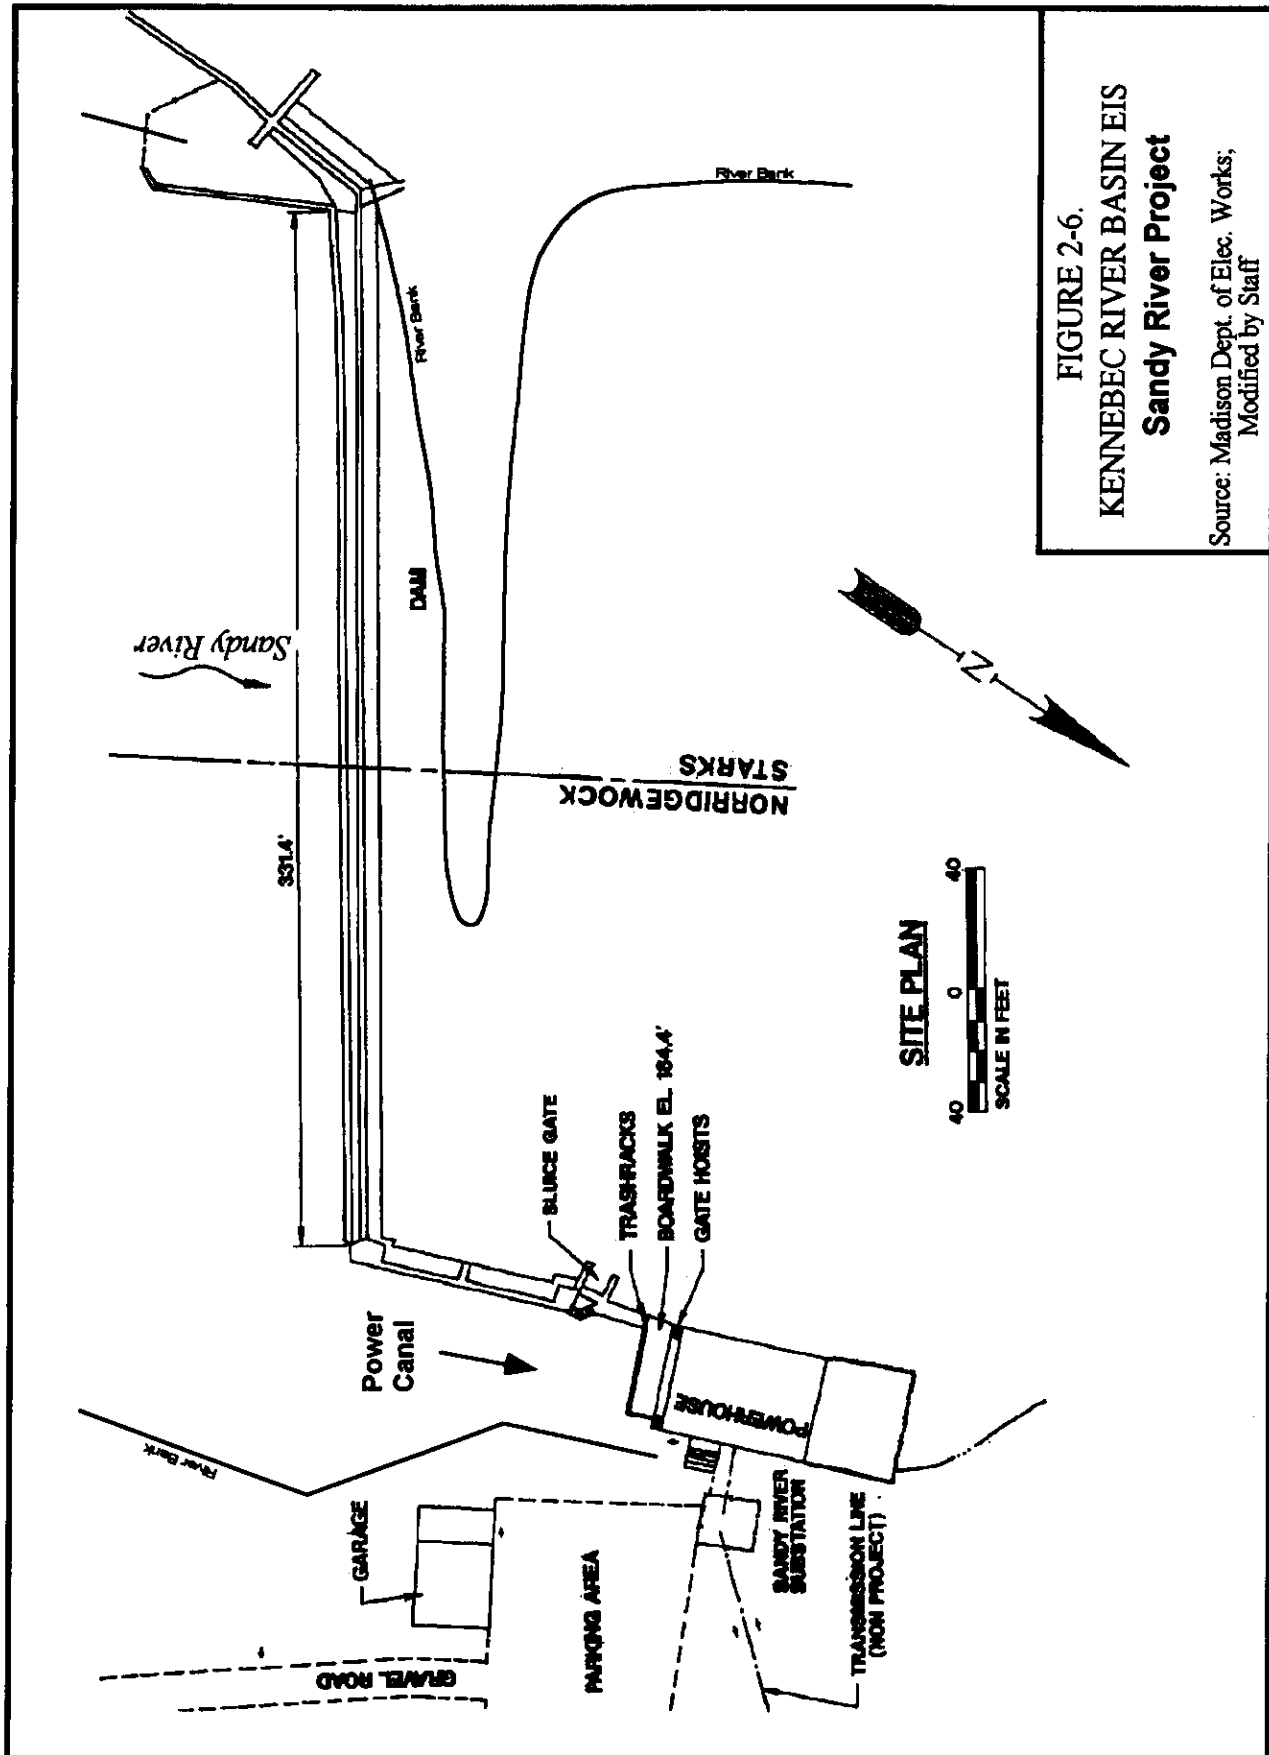 Sandy River
331.4'
River Bank
River Bank
DAM
NORRIDGEWOCK
STARKS
Power
Canal
SLUICE GATE
TRASHRACKS
BOARDWALK EL. 164.4'
GATE HOISTS
River Bank
GARAGE
GRAVEL ROAD
PARKING AREA
POWERHOUSE
SANDY RIVER
SUBSTATION
TRANSMISSION LINE
(NON PROJECT)
SITE PLAN
40 0 40
SCALE IN FEET
N
FIGURE 2-6.
KENNEBEC RIVER BASIN EIS
Sandy River Project
Source: Madison Dept. of Elec. Works;
Modified by Staff